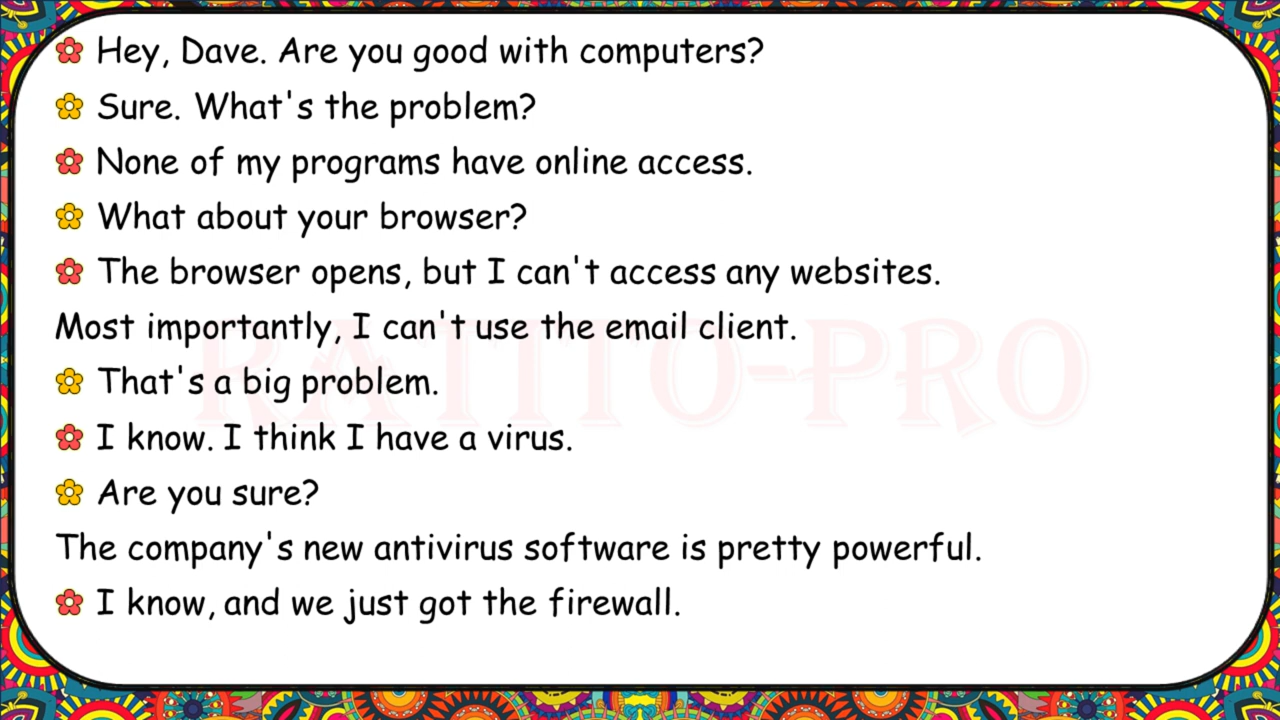 Hey, Dave. Are you good with computers?
Sure. What's the problem?
None of my programs have online access.
What about your browser?
The browser opens, but I can't access any websites.
Most importantly, I can't use the email client.
That's a big problem.
I know. I think I have a virus.
Are you sure?
The company's new antivirus software is pretty powerful.
I know, and we just got the firewall.